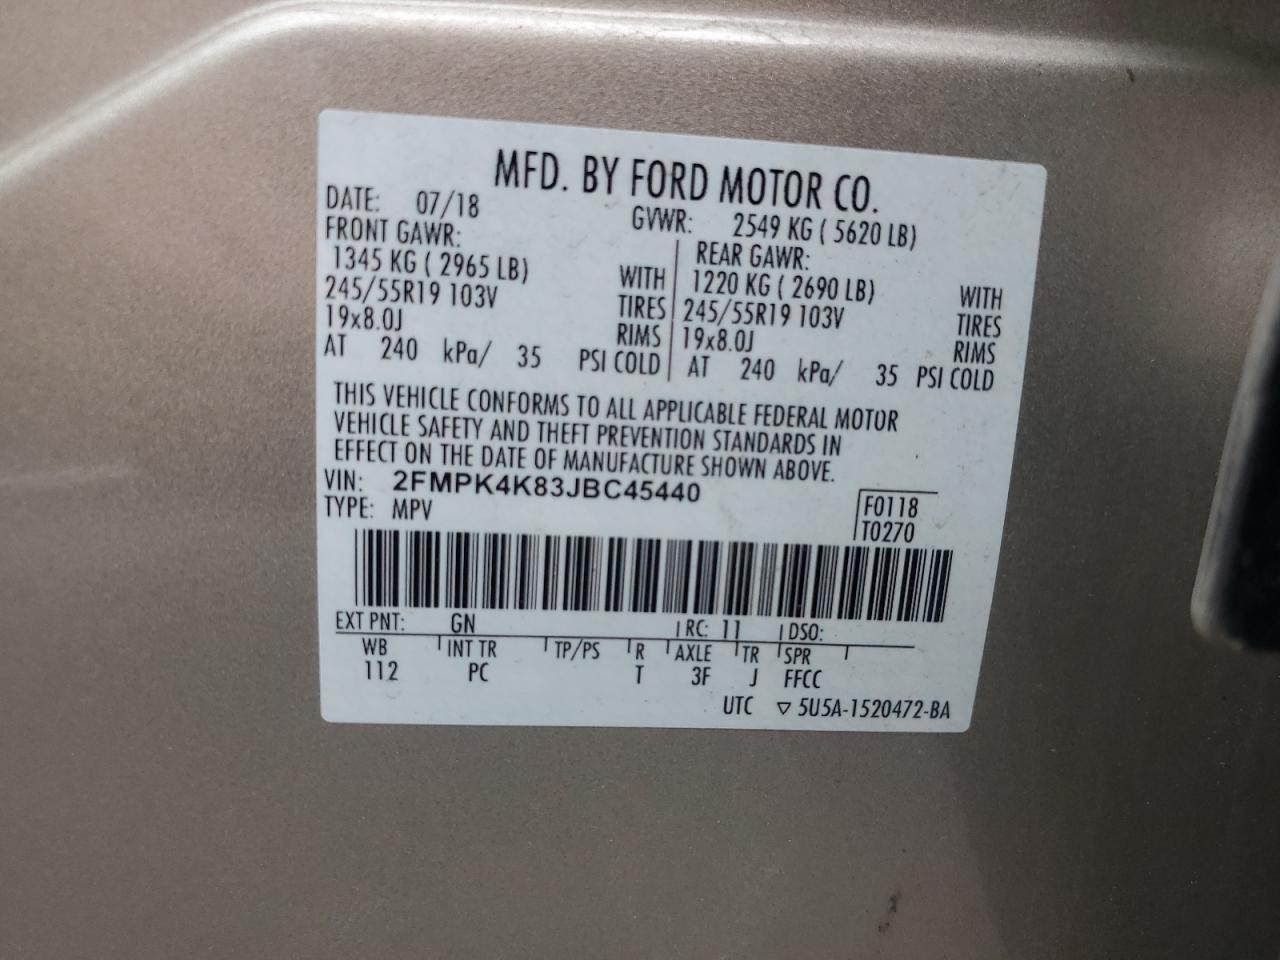 MFD. BY FORD MOTOR CO.
DATE: 07/18 GVWR: 2549 KG ( 5620 LB)
FRONT GAWR: REAR GAWR:
1345 KG ( 2965 LB) WITH 1220 KG ( 2690 LB) WITH
245/55R19 103V TIRES 245/55R19 103V TIRES
19x8.0J RIMS 19x8.0J RIMS
AT 240 kPa/ 35 PSI COLD AT 240 kPa/ 35 PSI COLD
THIS VEHICLE CONFORMS TO ALL APPLICABLE FEDERAL MOTOR
VEHICLE SAFETY AND THEFT PREVENTION STANDARDS IN
EFFECT ON THE DATE OF MANUFACTURE SHOWN ABOVE.
VIN: 2FMPK4K83JBC45440
TYPE: MPV
F0118
T0270
EXT PNT: GN RC: 11 DSO:
WB INT TR TP/PS R AXLE TR SPR
112 PC T 3F J FFCC
UTC ▽ 5U5A-1520472-BA